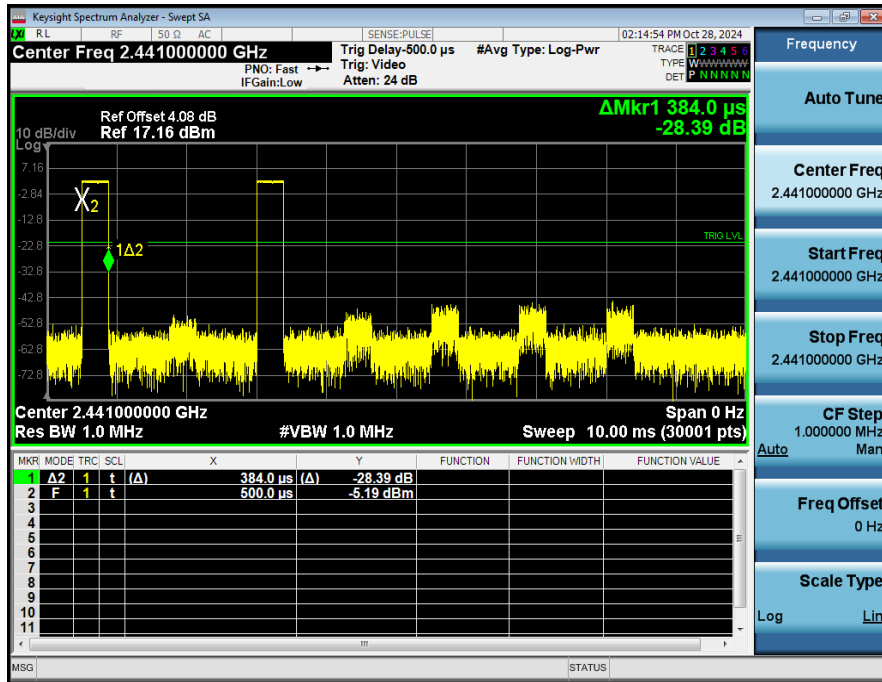 Keysight Spectrum Analyzer - Swept SA
LXI RL RF 50 Ω AC SENSE:PULSE 02:14:54 PM Oct 28, 2024
Center Freq 2.441000000 GHz Trig Delay-500.0 µs #Avg Type: Log-Pwr TRACE 1 2 3 4 5 6
PNO: Fast Trig: Video TYPE W
IFGain:Low Atten: 24 dB DET P N N N N N
Ref Offset 4.08 dB ΔMkr1 384.0 µs
10 dB/div Ref 17.16 dBm -28.39 dB
Log
7.16
-2.84
X2
-12.8
TRIG LVL
-22.8
1Δ2
-32.8
-42.8
-52.8
-62.8
-72.8
Center 2.441000000 GHz Span 0 Hz
Res BW 1.0 MHz #VBW 1.0 MHz Sweep 10.00 ms (30001 pts)
MKR MODE TRC SCL X Y FUNCTION FUNCTION WIDTH FUNCTION VALUE
1 Δ2 1 t (Δ) 384.0 µs (Δ) -28.39 dB
2 F 1 t 500.0 µs -5.19 dBm
3
4
5
6
7
8
9
10
11
MSG STATUS
Frequency
Auto Tune
Center Freq
2.441000000 GHz
Start Freq
2.441000000 GHz
Stop Freq
2.441000000 GHz
CF Step
1.000000 MHz
Auto Man
Freq Offset
0 Hz
Scale Type
Log Lin